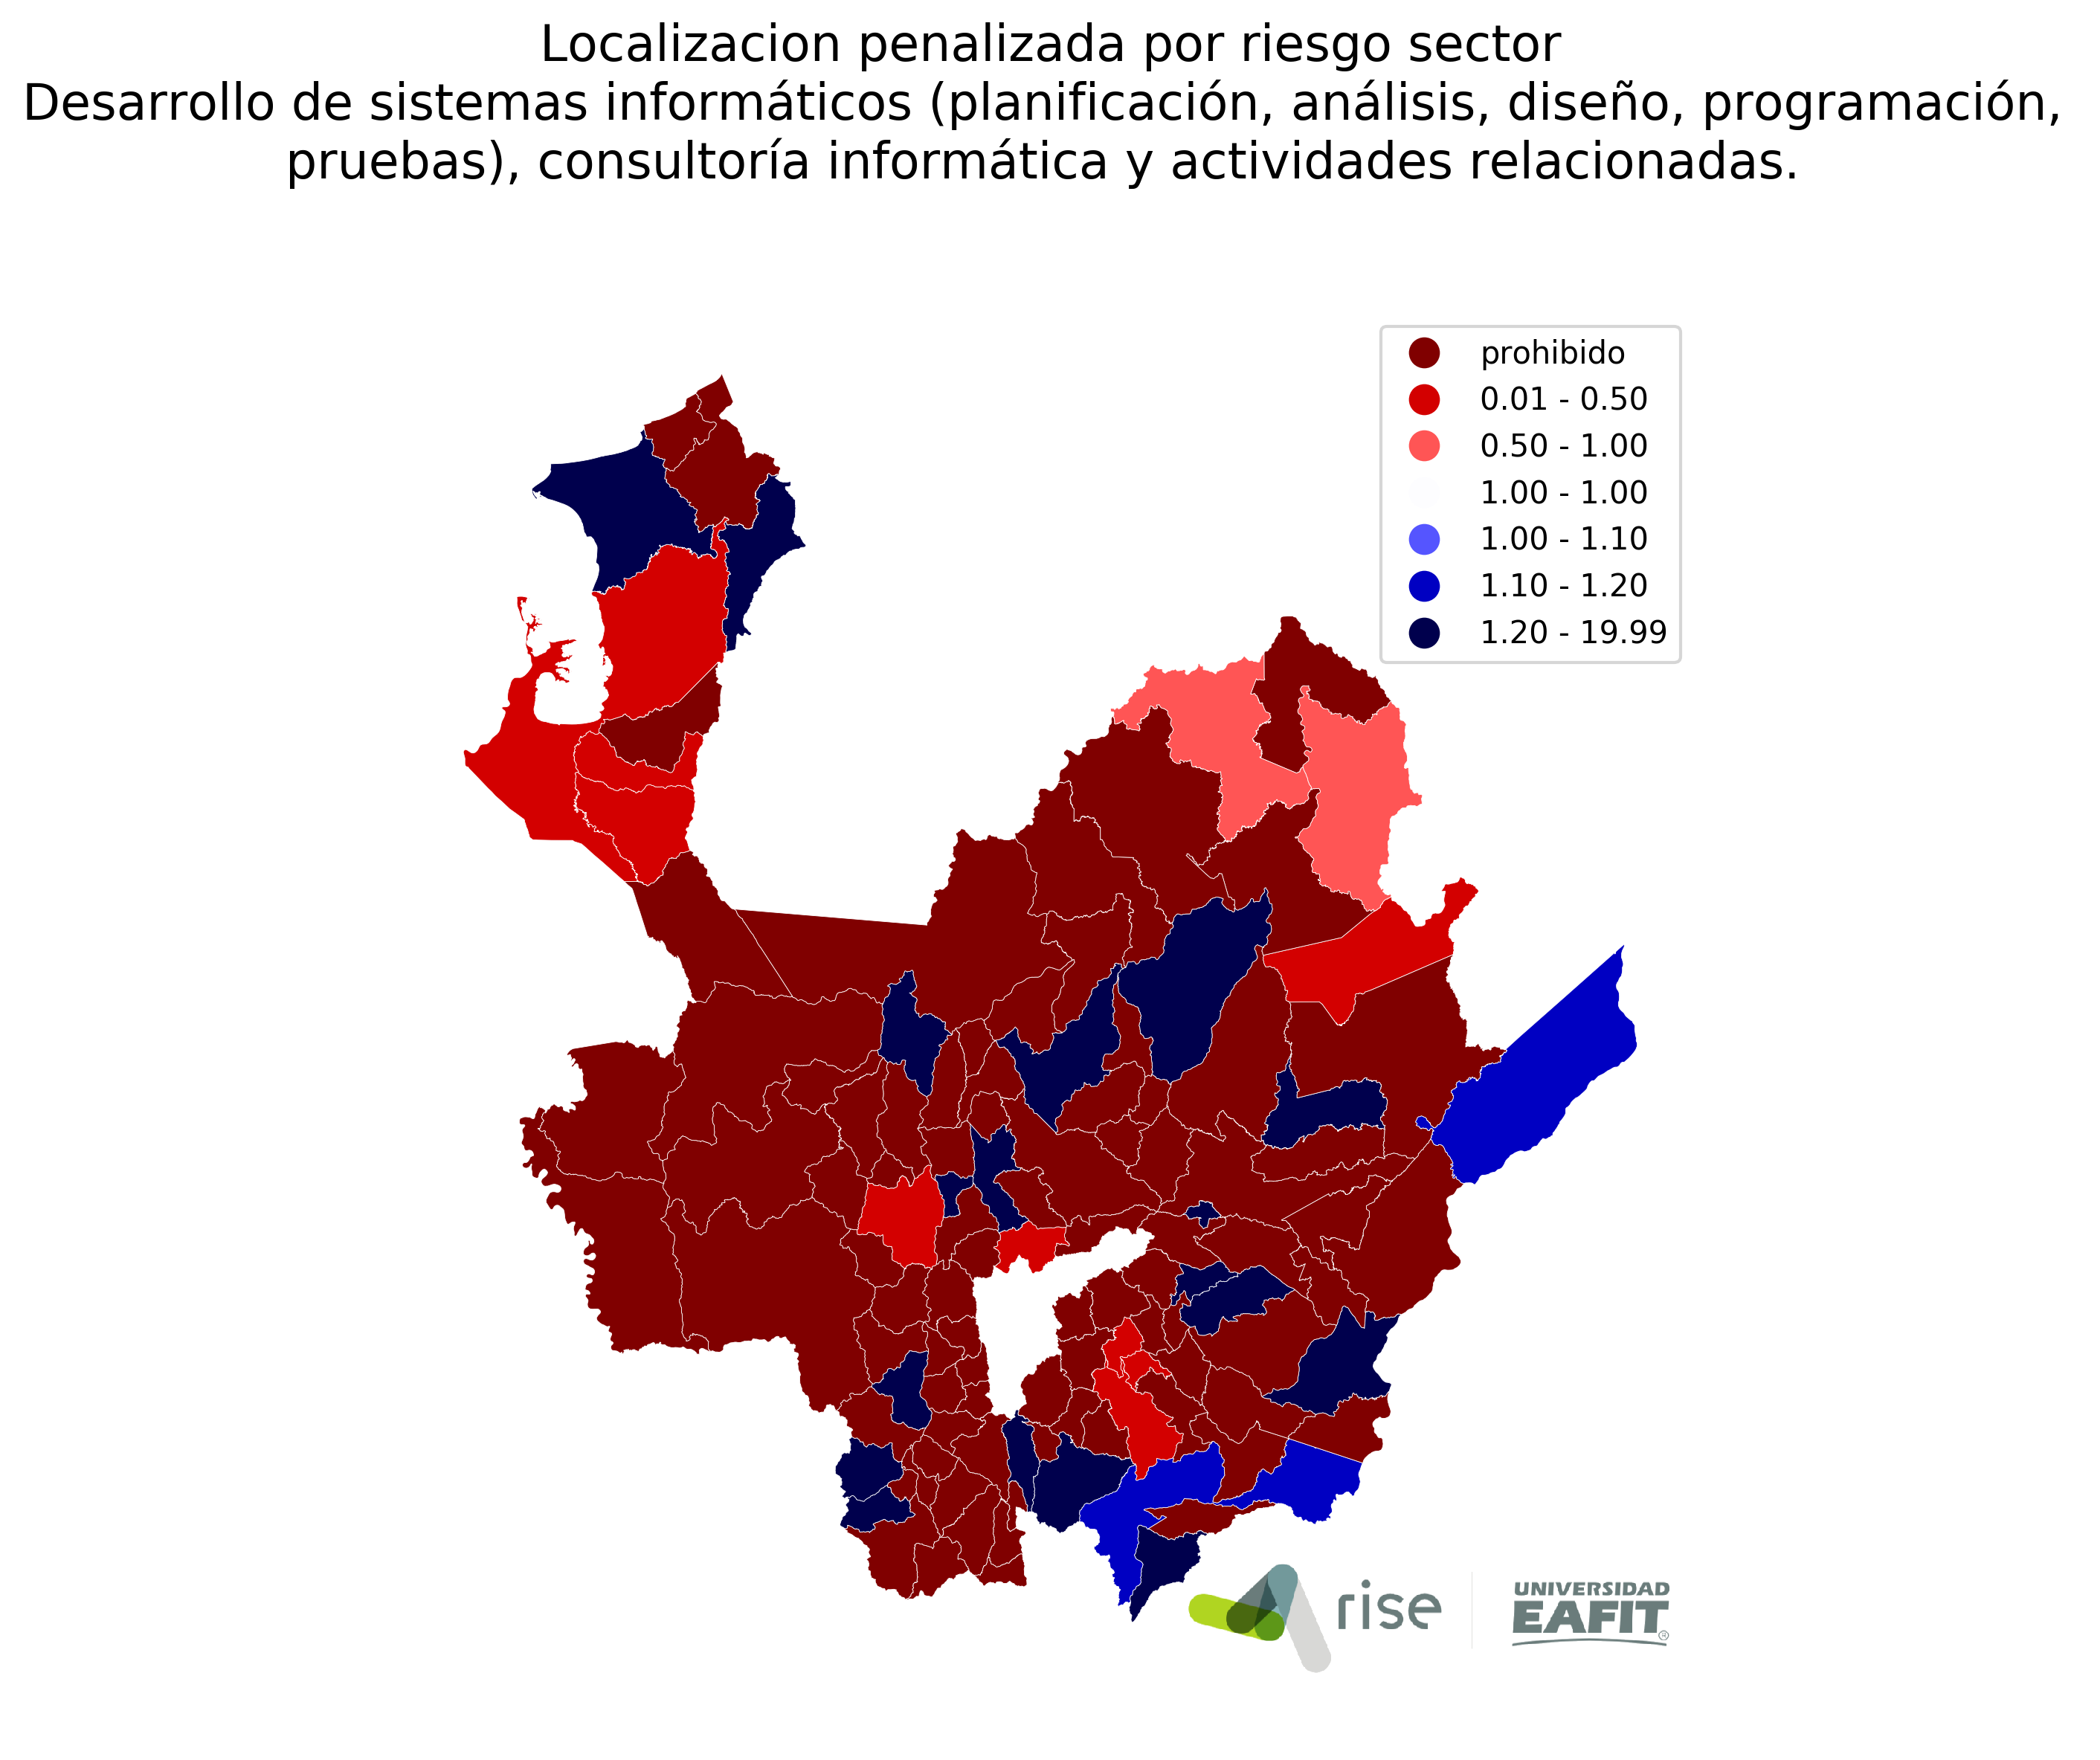 Localizacion penalizada por riesgo sector
Desarrollo de sistemas informáticos (planificación, análisis, diseño, programación,
pruebas), consultoría informática y actividades relacionadas.
prohibido
0.01 - 0.50
0.50 - 1.00
1.00 - 1.00
1.00 - 1.10
1.10 - 1.20
1.20 - 19.99
rise
UNIVERSIDAD
EAFIT®